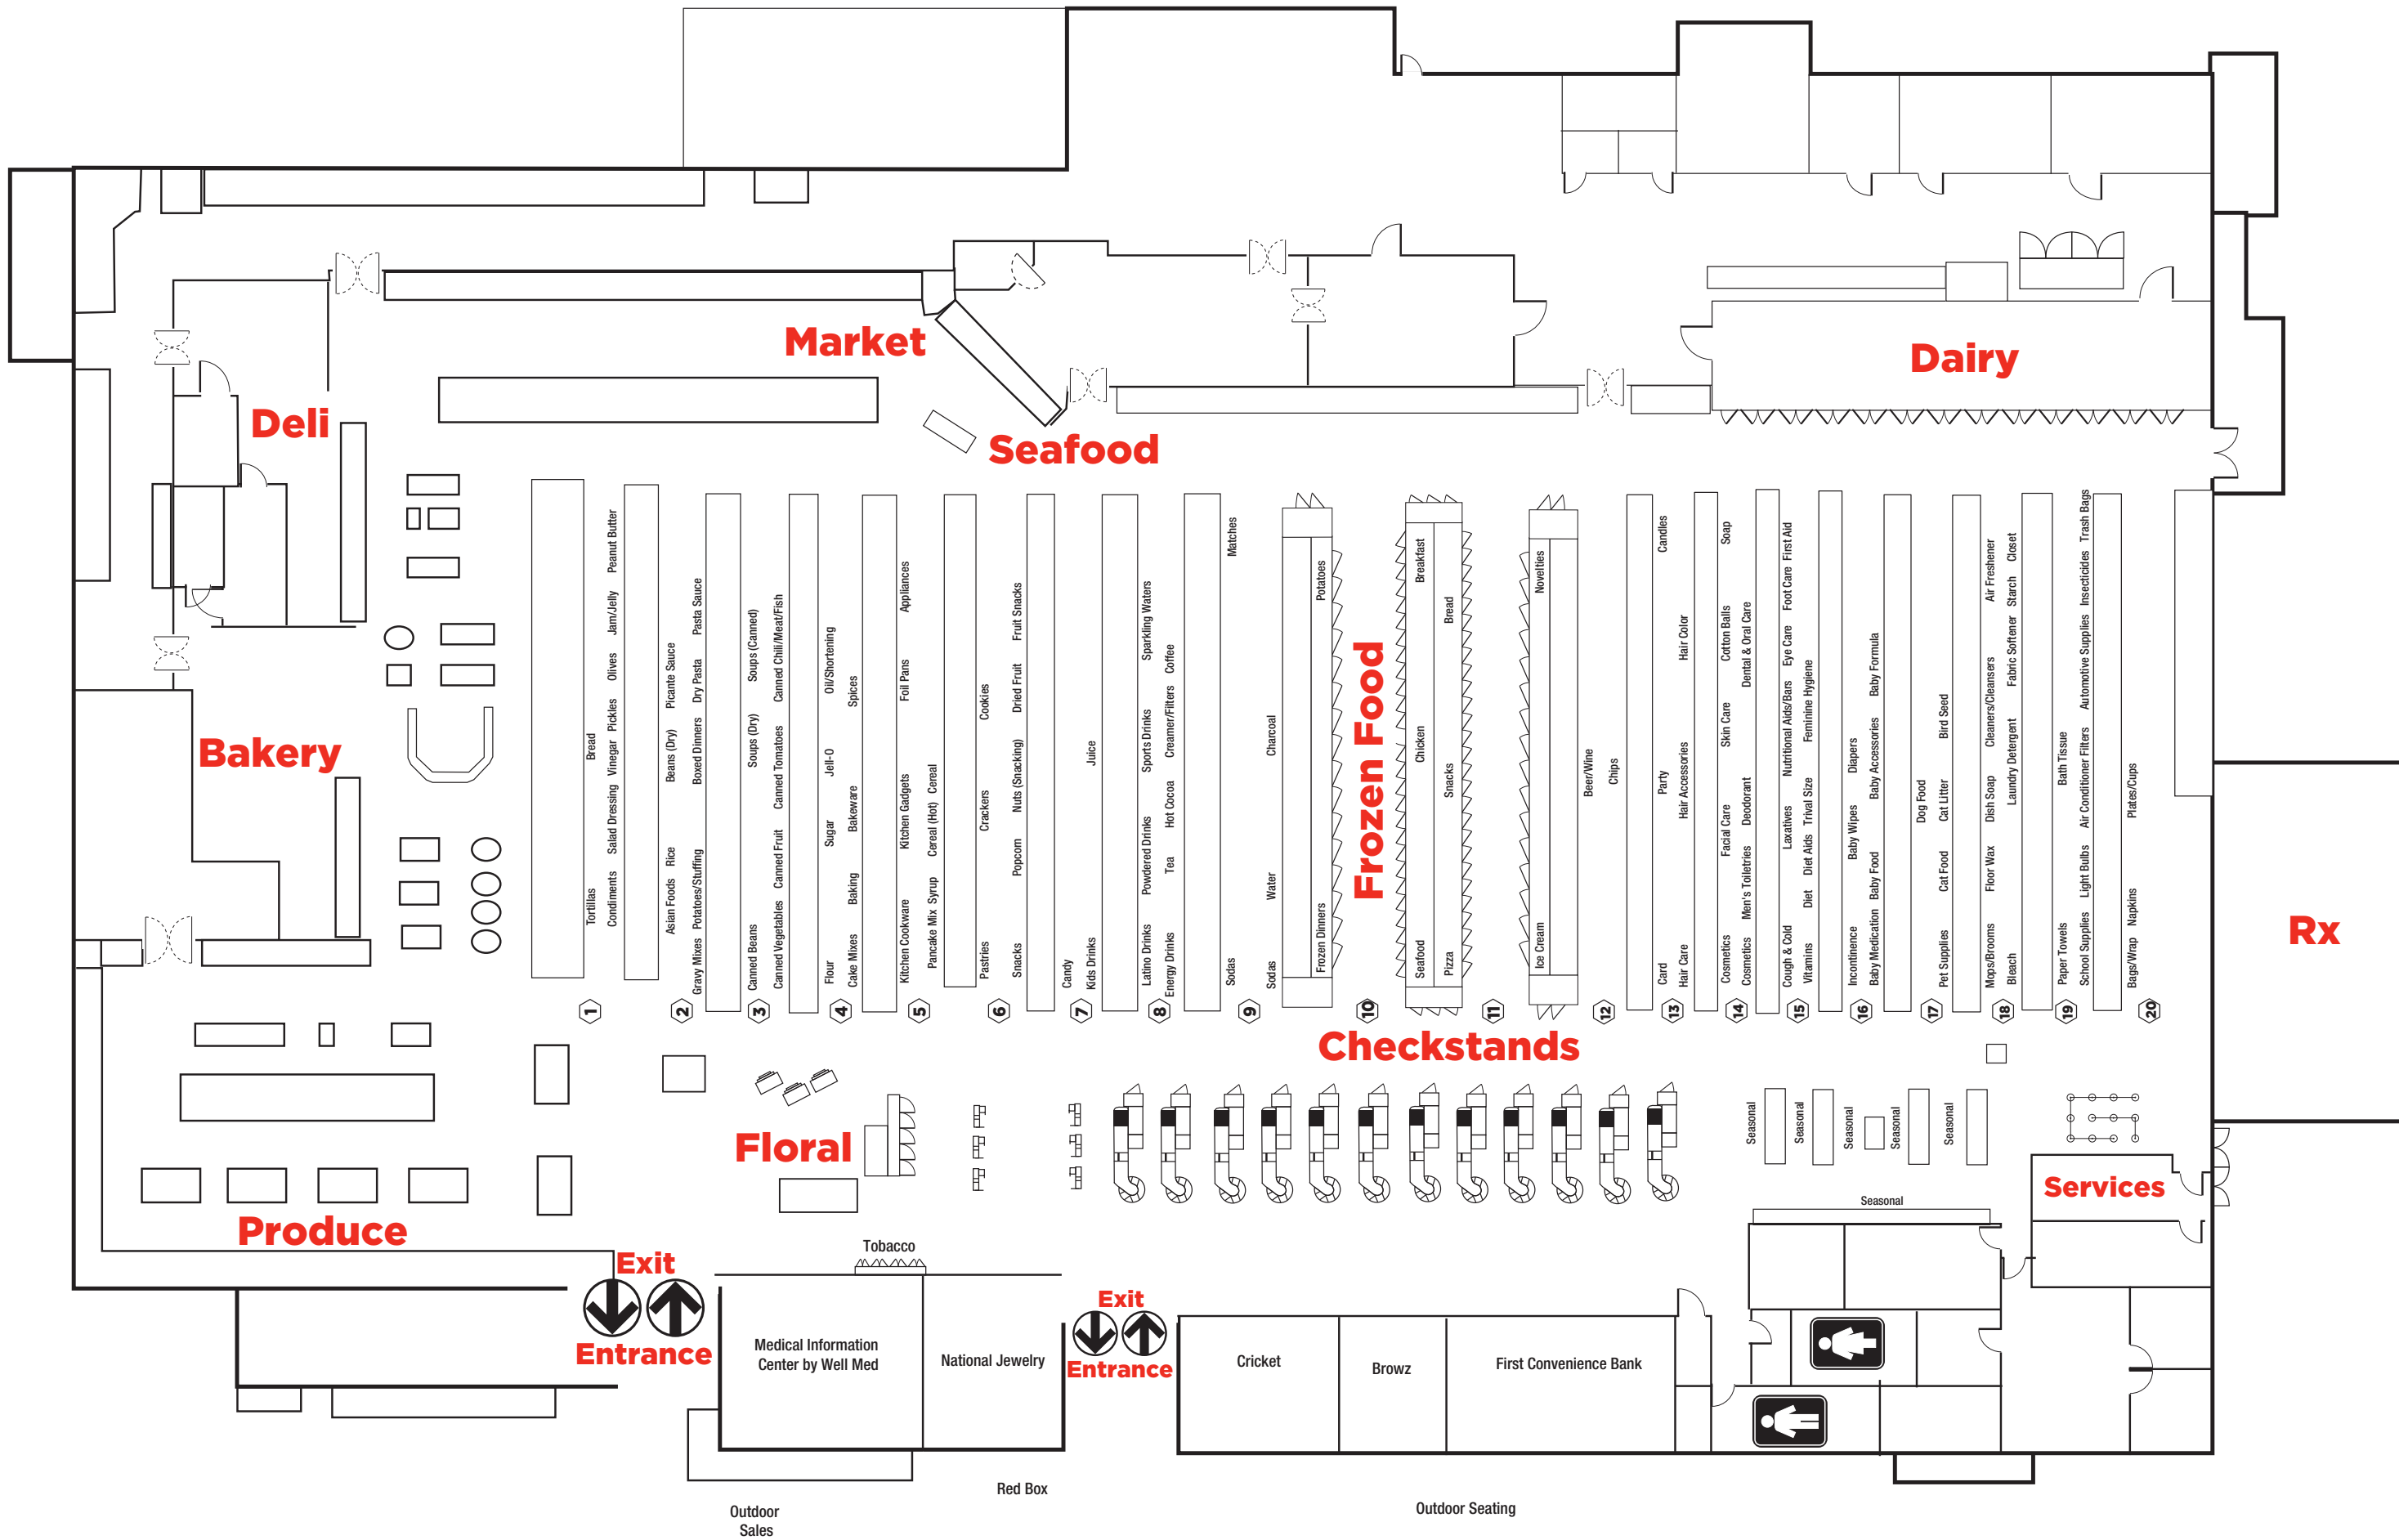 Market
Dairy
Deli
Seafood
Bakery
Frozen Food
Rx
Tortillas
Bread
Condiments
Salad Dressing
Vinegar
Pickles
Olives
Jam/Jelly
Peanut Butter
1
Asian Foods
Rice
Beans (Dry)
Picante Sauce
Gravy Mixes
Potatoes/Stuffing
Boxed Dinners
Dry Pasta
Pasta Sauce
2
Canned Beans
Soups (Dry)
Soups (Canned)
Canned Vegetables
Canned Fruit
Canned Tomatoes
Canned Chili/Meat/Fish
3
Flour
Sugar
Jell-O
Oil/Shortening
Cake Mixes
Baking
Bakeware
Spices
4
Kitchen Cookware
Kitchen Gadgets
Foil Pans
Appliances
Pancake Mix
Syrup
Cereal (Hot)
Cereal
5
Pastries
Crackers
Cookies
Snacks
Popcorn
Nuts (Snacking)
Dried Fruit
Fruit Snacks
6
Candy
Kids Drinks
Juice
7
Latino Drinks
Powdered Drinks
Sports Drinks
Sparkling Waters
Energy Drinks
Tea
Hot Cocoa
Creamer/Filters
Coffee
8
Sodas
Matches
Sodas
Water
Charcoal
9
Frozen Dinners
Potatoes
10
Seafood
Chicken
Breakfast
Pizza
Snacks
Bread
11
Ice Cream
Novelties
Beer/Wine
Chips
12
Card
Party
Candles
Hair Care
Hair Accessories
Hair Color
13
Cosmetics
Facial Care
Skin Care
Cotton Balls
Soap
Cosmetics
Men's Toiletries
Deodorant
Dental & Oral Care
14
Cough & Cold
Laxatives
Nutritional Aids/Bars
Eye Care
Foot Care
First Aid
Vitamins
Diet
Diet Aids
Trival Size
Feminine Hygiene
15
Incontinence
Baby Wipes
Diapers
Baby Medication
Baby Food
Baby Accessories
Baby Formula
16
Dog Food
Pet Supplies
Cat Food
Cat Litter
Bird Seed
17
Mops/Brooms
Floor Wax
Dish Soap
Cleaners/Cleansers
Air Freshener
Bleach
Laundry Detergent
Fabric Softener
Starch
Closet
18
Paper Towels
Bath Tissue
School Supplies
Light Bulbs
Air Conditioner Filters
Automotive Supplies
Insecticides
Trash Bags
19
Bags/Wrap
Napkins
Plates/Cups
20
Checkstands
Floral
Seasonal
Seasonal
Seasonal
Seasonal
Seasonal
Services
Seasonal
Produce
Tobacco
Exit
Entrance
Exit
Entrance
Medical Information
Center by Well Med
National Jewelry
Cricket
Browz
First Convenience Bank
Red Box
Outdoor
Sales
Outdoor Seating